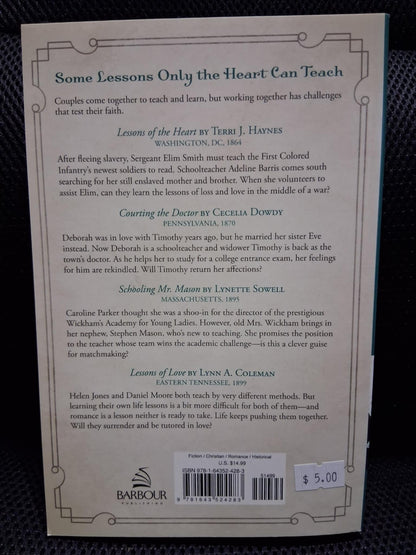 Some Lessons Only the Heart Can Teach
Couples come together to teach and learn, but working together has challenges
that test their faith.
Lessons of the Heart BY TERRI J. HAYNES
WASHINGTON, DC, 1864
After fleeing slavery, Sergeant Elim Smith must teach the First Colored
Infantry's newest soldiers to read. Schoolteacher Adeline Barris comes south
searching for her still enslaved mother and brother. When she volunteers to
assist Elim, can they learn the lessons of loss and love in the middle of a war?
Courting the Doctor BY CECELIA DOWDY
PENNSYLVANIA, 1870
Deborah was in love with Timothy years ago, but he married her sister Eve
instead. Now Deborah is a schoolteacher and widower Timothy is back as the
town's doctor. As he helps her to study for a college entrance exam, her
feelings for him are rekindled. Will Timothy return her affections?
Schooling Mr. Mason BY LYNETTE SOWELL
MASSACHUSETTS, 1895
Caroline Parker thought she was a shoo-in for the director of the prestigious
Wickham's Academy for Young Ladies. However, old Mrs. Wickham brings in
her nephew, Stephen Mason, who's new to teaching. She promises the position
to the teacher whose team wins the academic challenge—is this a clever guise
for matchmaking?
Lessons of Love BY LYNN A. COLEMAN
EASTERN TENNESSEE, 1899
Helen Jones and Daniel Moore both teach by very different methods. But
learning their own life lessons is a bit more difficult for both of them—and
romance is a lesson neither is ready to take. Life keeps pushing them together.
Will they surrender and be tutored in love?
Fiction / Christian / Romance / Historical
U.S. $14.99
ISBN 978-1-64352-428-3
51499
9 781643 524283
$ 5.00
BARBOUR
PUBLISHING